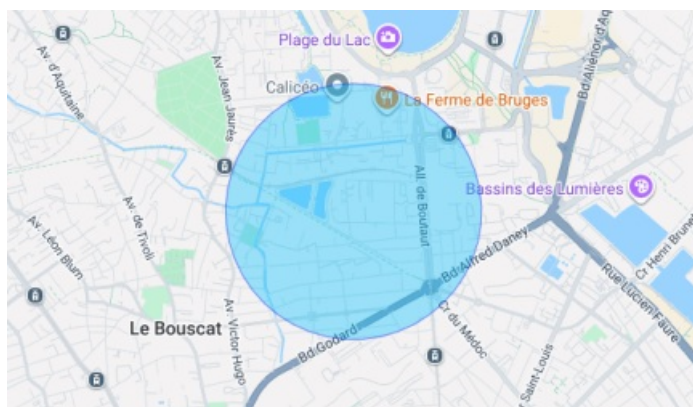 Plage du Lac
Av. d'Aquitaine
Av. Jean Jaurès
Calicéo
La Ferme de Bruges
Bd Aliénor d'Aq
All. de Boutaut
Bassins des Lumières
Av. de Tivoli
Av. Léon Blum
Bd Alfred Daney
Cr Henri Brune
Rue Lucien Faure
Le Bouscat
Av. Victor Hugo
Bd Godard
Cr du Médoc
Saint-Louis